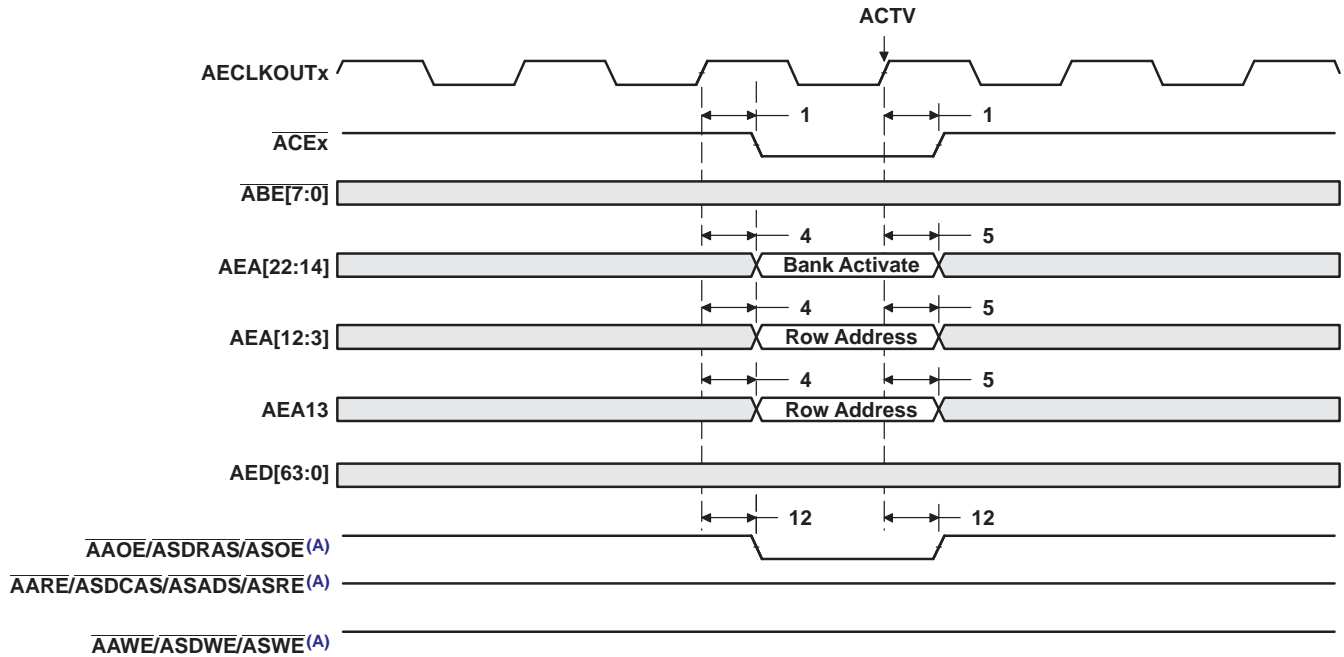 ACTV
AECLKOUTx
1 1
ACEx
ABE[7:0]
4 5
AEA[22:14] Bank Activate
4 5
AEA[12:3] Row Address
4 5
AEA13 Row Address
AED[63:0]
12 12
AAOE/ASDRAS/ASOE(A)
AARE/ASDCAS/ASADS/ASRE(A)
AAWE/ASDWE/ASWE(A)